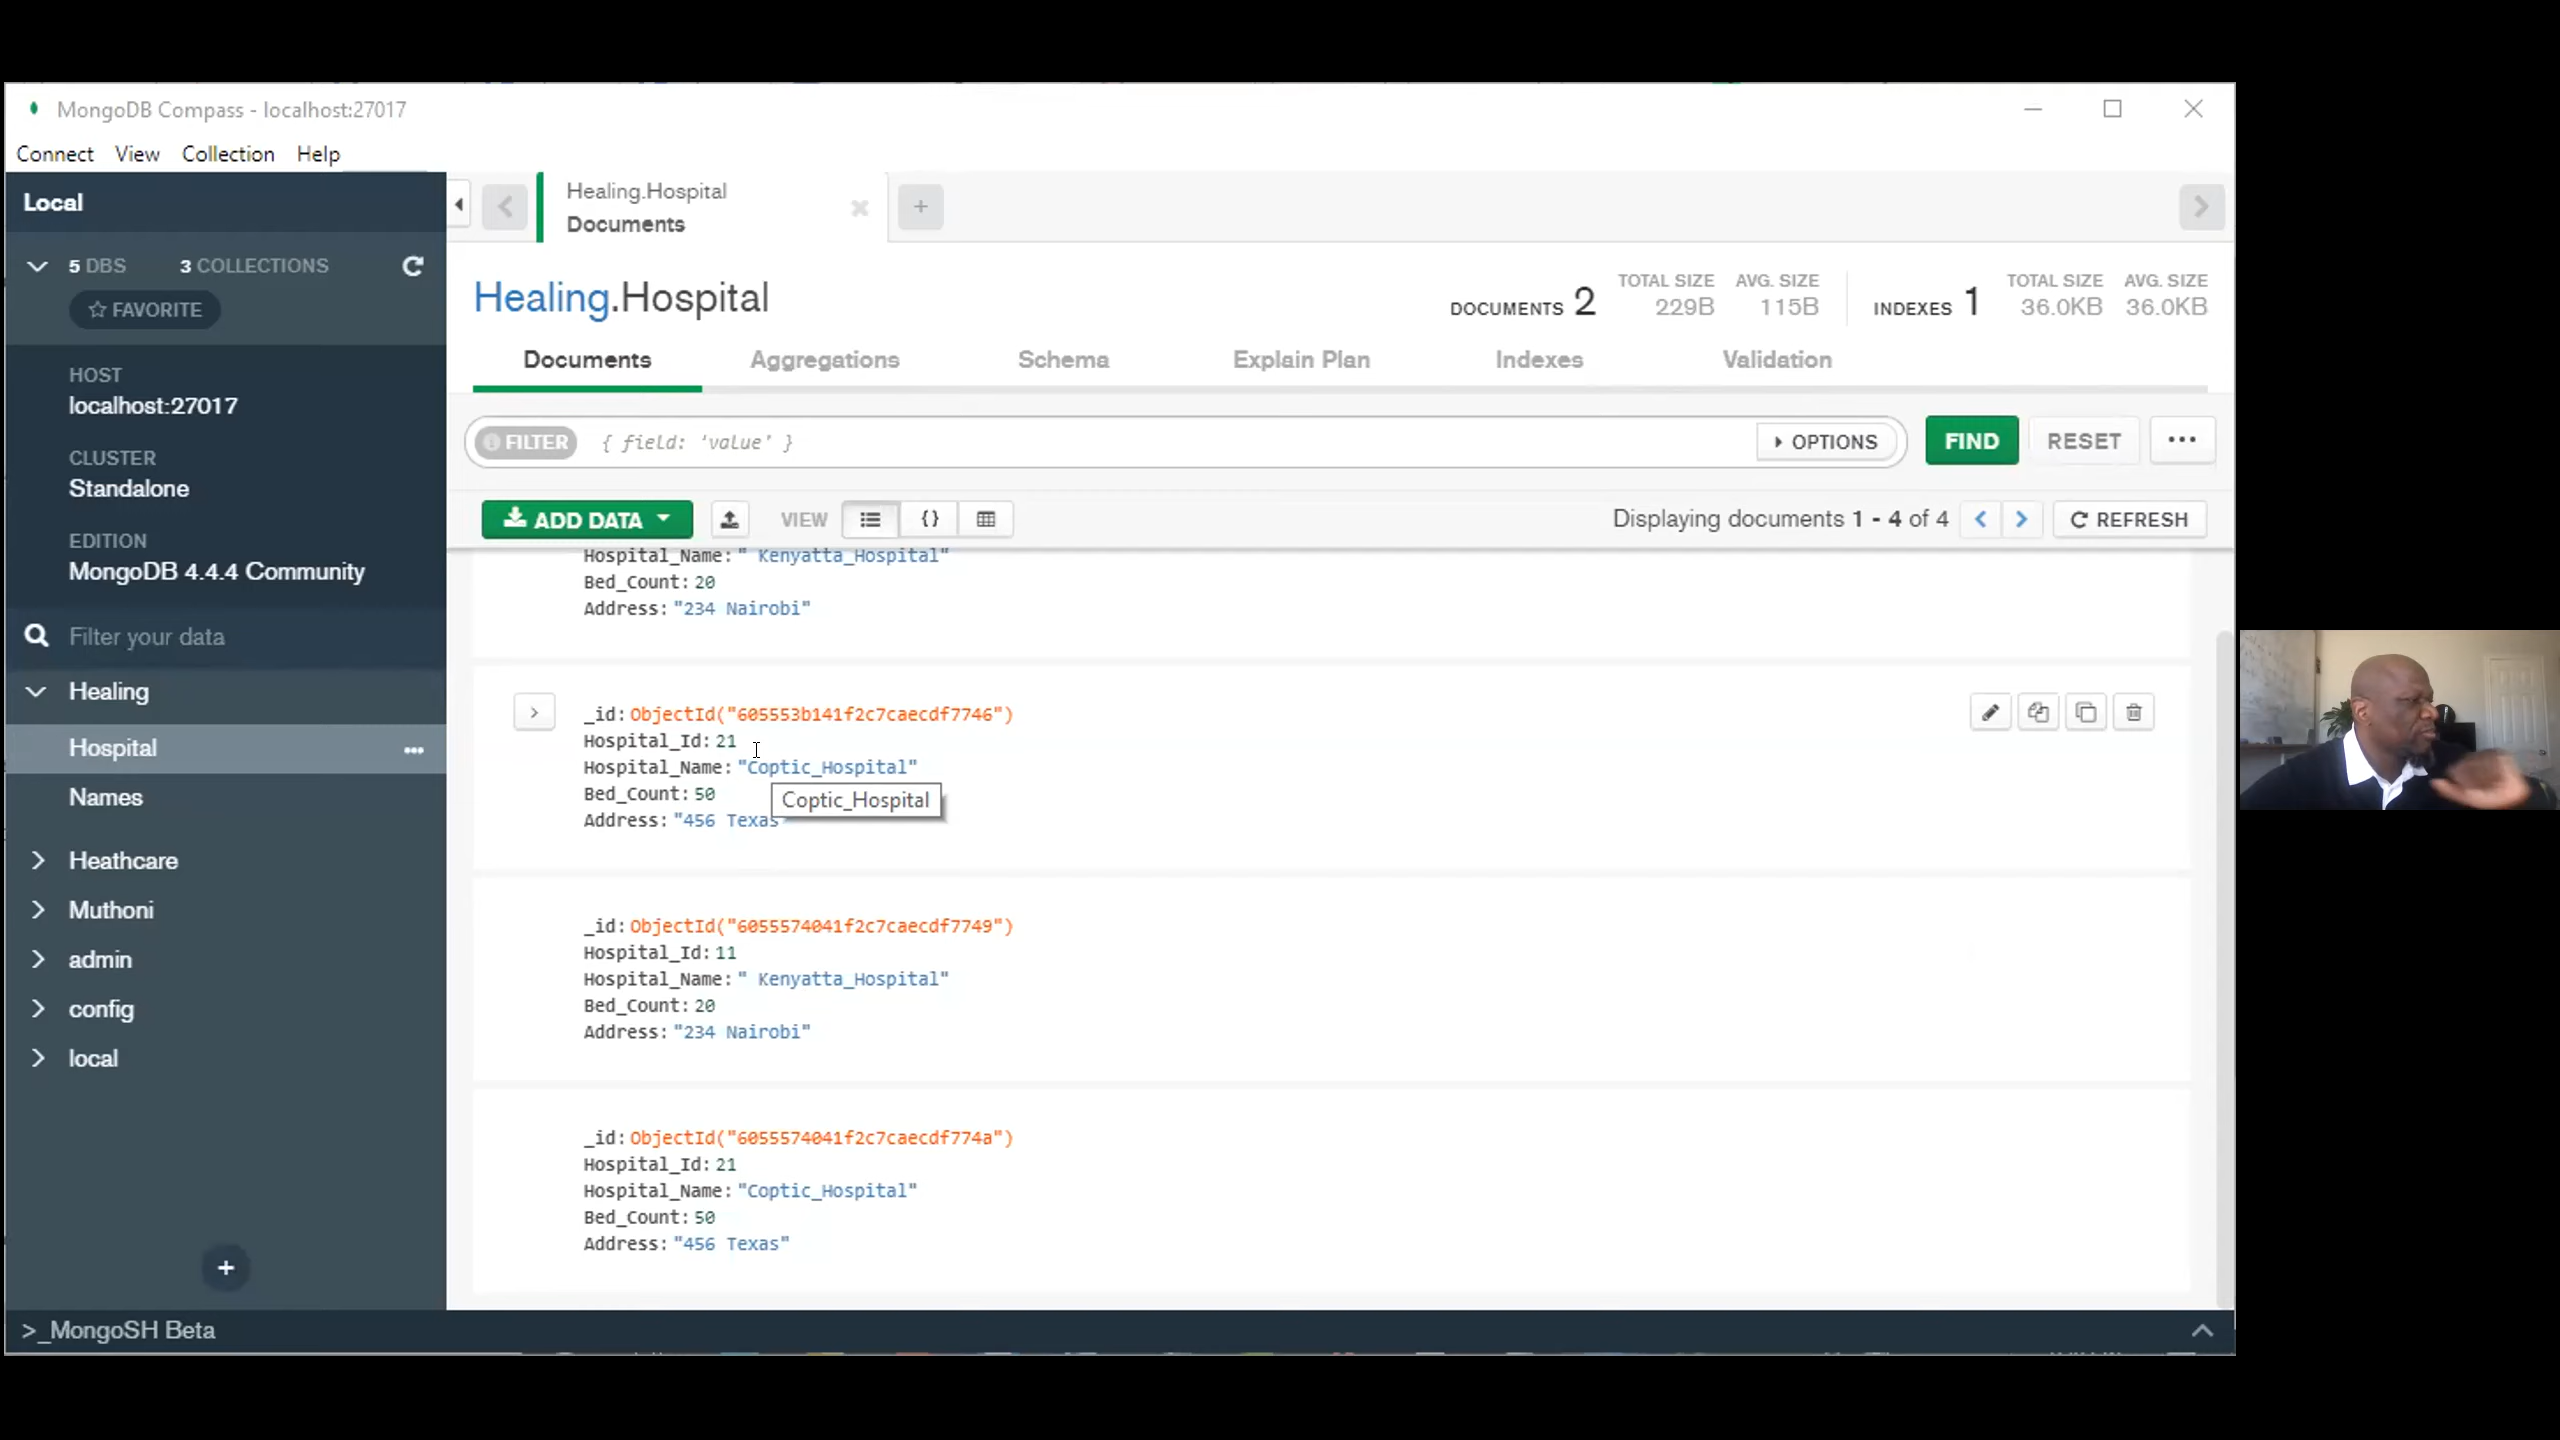 MongoDB Compass - localhost:27017
Connect View Collection Help
Local
5 DBS 3 COLLECTIONS
FAVORITE
HOST
localhost:27017
CLUSTER
Standalone
EDITION
MongoDB 4.4.4 Community
Filter your data
Healing
Hospital
Names
Heathcare
Muthoni
admin
config
local
>_MongoSH Beta
Healing.Hospital
Documents
Healing.Hospital
DOCUMENTS 2
TOTAL SIZE
229B
AVG. SIZE
115B
INDEXES 1
TOTAL SIZE
36.0KB
AVG. SIZE
36.0KB
Documents Aggregations Schema Explain Plan Indexes Validation
FILTER { field: 'value' } OPTIONS FIND RESET
ADD DATA VIEW {} Displaying documents 1 - 4 of 4 REFRESH
Hospital_Name: " Kenyatta_Hospital"
Bed_Count: 20
Address: "234 Nairobi"
_id: ObjectId("605553b141f2c7caecdf7746")
Hospital_Id: 21
Hospital_Name: "Coptic_Hospital"
Bed_Count: 50
Coptic_Hospital
Address: "456 Texas
_id: ObjectId("6055574041f2c7caecdf7749")
Hospital_Id: 11
Hospital_Name: " Kenyatta_Hospital"
Bed_Count: 20
Address: "234 Nairobi"
_id: ObjectId("6055574041f2c7caecdf774a")
Hospital_Id: 21
Hospital_Name: "Coptic_Hospital"
Bed_Count: 50
Address: "456 Texas"